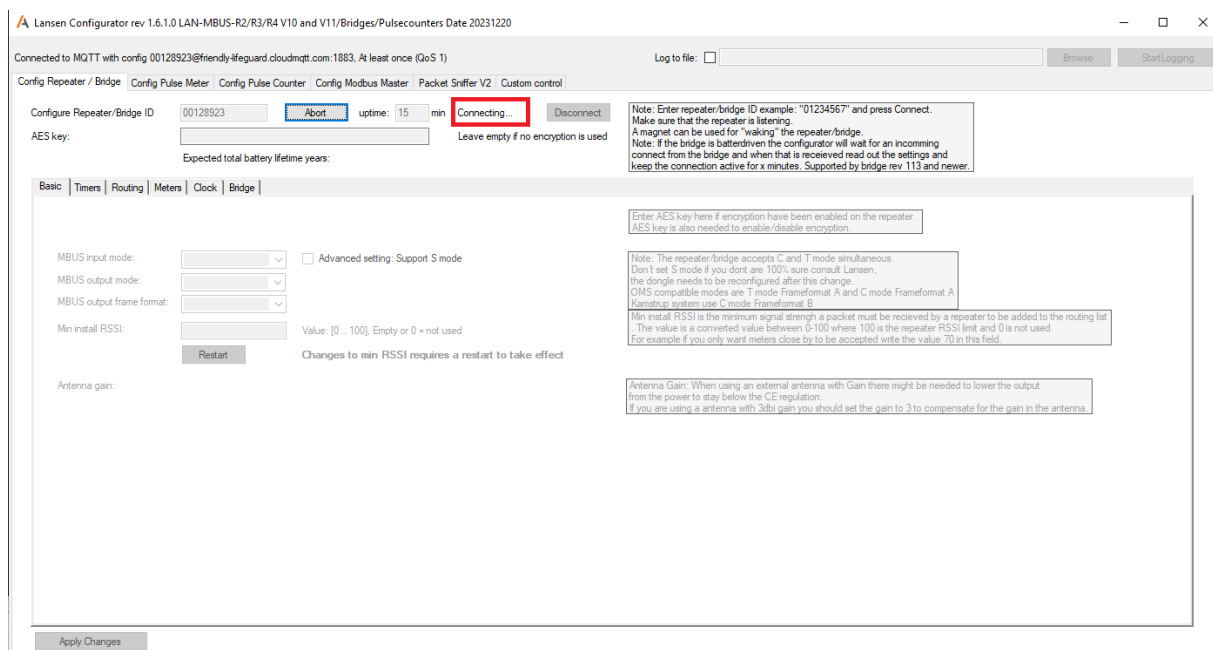 Lansen Configurator rev 1.6.1.0 LAN-MBUS-R2/R3/R4 V10 and V11/Bridges/Pulsecounters Date 20231220
Connected to MQTT with config 00128923@friendly-lifeguard.cloudmqtt.com:1883, At least once (QoS 1)
Log to file:
Browse
StartLogging
Config Repeater / Bridge
Config Pulse Meter
Config Pulse Counter
Config Modbus Master
Packet Sniffer V2
Custom control
Configure Repeater/Bridge ID
00128923
Abort
uptime:
15
min
Connecting...
Disconnect
AES key:
Leave empty if no encryption is used
Expected total battery lifetime years:
Note: Enter repeater/bridge ID example: "01234567" and press Connect.
Make sure that the repeater is listening.
A magnet can be used for "waking" the repeater/bridge.
Note: If the bridge is batterdriven the configurator will wait for an incomming
connect from the bridge and when that is receieved read out the settings and
keep the connection active for x minutes. Supported by bridge rev 113 and newer.
Basic
Timers
Routing
Meters
Clock
Bridge
Enter AES key here if encryption have been enabled on the repeater.
AES key is also needed to enable/disable encryption.
MBUS input mode:
Advanced setting: Support S mode
MBUS output mode:
MBUS output frame format:
Note: The repeater/bridge accepts C and T mode simultaneous.
Don't set S mode if you dont are 100% sure consult Lansen,
the dongle needs to be reconfigured after this change.
OMS compatible modes are T mode Frameformat A and C mode Frameformat A
Kamstrup system use C mode Frameformat B
Min install RSSI:
Value: [0 .. 100], Empty or 0 = not used
Min install RSSI is the minimum signal strengh a packet must be recieved by a repeater to be added to the routing list
. The value is a converted value between 0-100 where 100 is the repeater RSSI limit and 0 is not used.
For example if you only want meters close by to be accepted write the value 70 in this field.
Restart
Changes to min RSSI requires a restart to take effect
Antenna gain:
Antenna Gain: When using an external antenna with Gain there might be needed to lower the output
from the power to stay below the CE regulation.
If you are using a antenna with 3dbi gain you should set the gain to 3 to compensate for the gain in the antenna.
Apply Changes